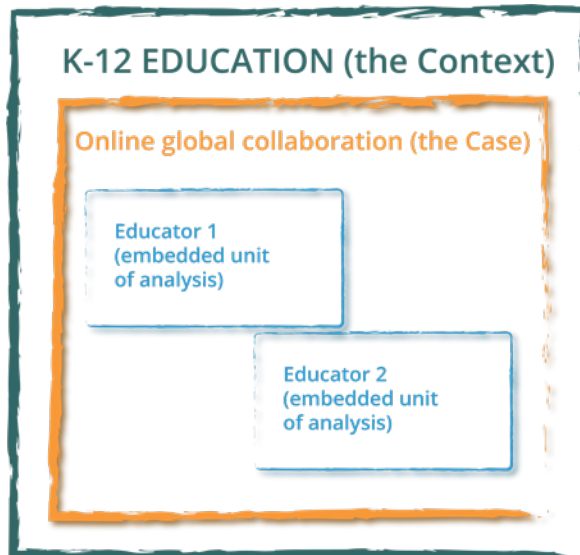 K-12 EDUCATION (the Context)
Online global collaboration (the Case)
Educator 1
(embedded unit
of analysis)
Educator 2
(embedded unit
of analysis)